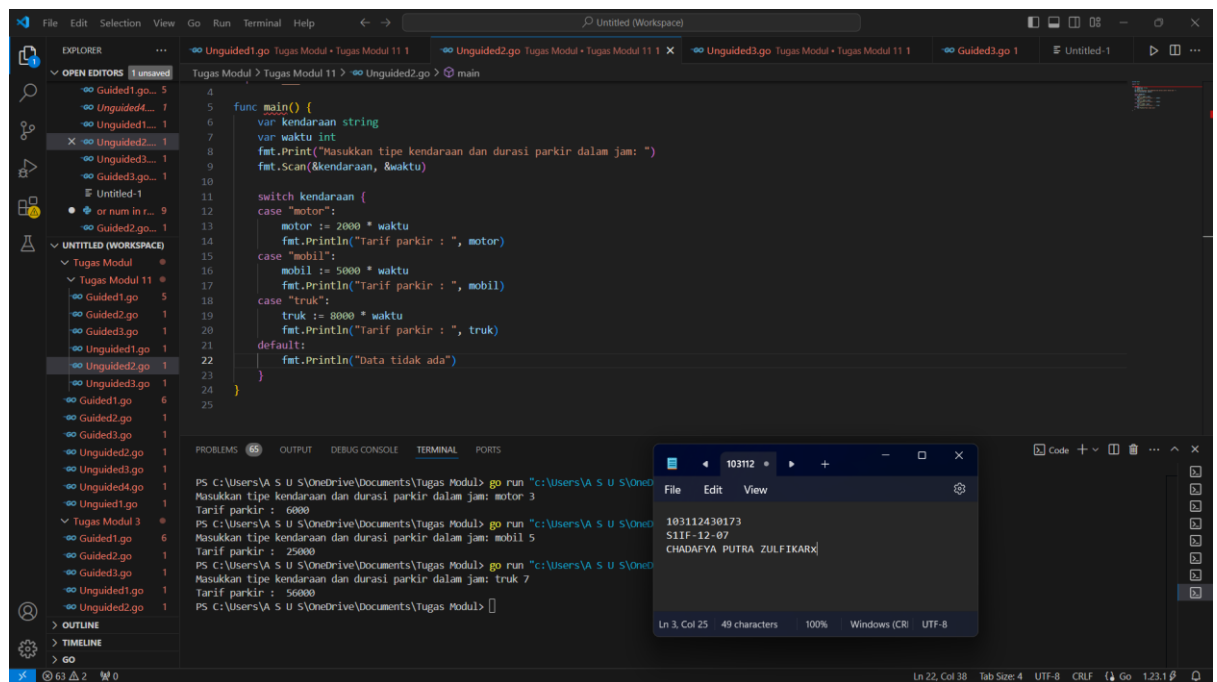 File Edit Selection View Go Run Terminal Help
Untitled (Workspace)
EXPLORER
OPEN EDITORS 1 unsaved
Guided1.go... 5
Unguided4.... 1
Unguided1.... 1
Unguided2.... 1
Unguided3.... 1
Guided3.go... 1
Untitled-1
or num in r... 9
Guided2.go... 1
UNTITLED (WORKSPACE)
Tugas Modul
Tugas Modul 11
Guided1.go 5
Guided2.go 1
Guided3.go 1
Unguided1.go 1
Unguided2.go 1
Unguided3.go 1
Guided1.go 6
Guided2.go 1
Guided3.go 1
Unguided2.go 1
Unguided3.go 1
Unguided4.go 1
Unguied1.go 1
Tugas Modul 3
Guided1.go 6
Guided2.go 1
Guided3.go 1
Unguided1.go 1
Unguided2.go 1
OUTLINE
TIMELINE
GO
Unguided1.go Tugas Modul • Tugas Modul 11 1
Unguided2.go Tugas Modul • Tugas Modul 11 1
Unguided3.go Tugas Modul • Tugas Modul 11 1
Guided3.go 1
Untitled-1
Tugas Modul > Tugas Modul 11 > Unguided2.go > main
4
5 func main() {
6 var kendaraan string
7 var waktu int
8 fmt.Print("Masukkan tipe kendaraan dan durasi parkir dalam jam: ")
9 fmt.Scan(&kendaraan, &waktu)
10
11 switch kendaraan {
12 case "motor":
13 motor := 2000 * waktu
14 fmt.Println("Tarif parkir : ", motor)
15 case "mobil":
16 mobil := 5000 * waktu
17 fmt.Println("Tarif parkir : ", mobil)
18 case "truk":
19 truk := 8000 * waktu
20 fmt.Println("Tarif parkir : ", truk)
21 default:
22 fmt.Println("Data tidak ada")
23 }
24 }
25
PROBLEMS 65 OUTPUT DEBUG CONSOLE TERMINAL PORTS
Code
PS C:\Users\A S U S\OneDrive\Documents\Tugas Modul> go run "c:\Users\A S U S\OneD
Masukkan tipe kendaraan dan durasi parkir dalam jam: motor 3
Tarif parkir : 6000
PS C:\Users\A S U S\OneDrive\Documents\Tugas Modul> go run "c:\Users\A S U S\OneD
Masukkan tipe kendaraan dan durasi parkir dalam jam: mobil 5
Tarif parkir : 25000
PS C:\Users\A S U S\OneDrive\Documents\Tugas Modul> go run "c:\Users\A S U S\OneD
Masukkan tipe kendaraan dan durasi parkir dalam jam: truk 7
Tarif parkir : 56000
PS C:\Users\A S U S\OneDrive\Documents\Tugas Modul>
103112
File Edit View
103112430173
S1IF-12-07
CHADAFYA PUTRA ZULFIKARx
Ln 3, Col 25 49 characters 100% Windows (CRI UTF-8
63 2 0
Ln 22, Col 38 Tab Size: 4 UTF-8 CRLF Go 1.23.1